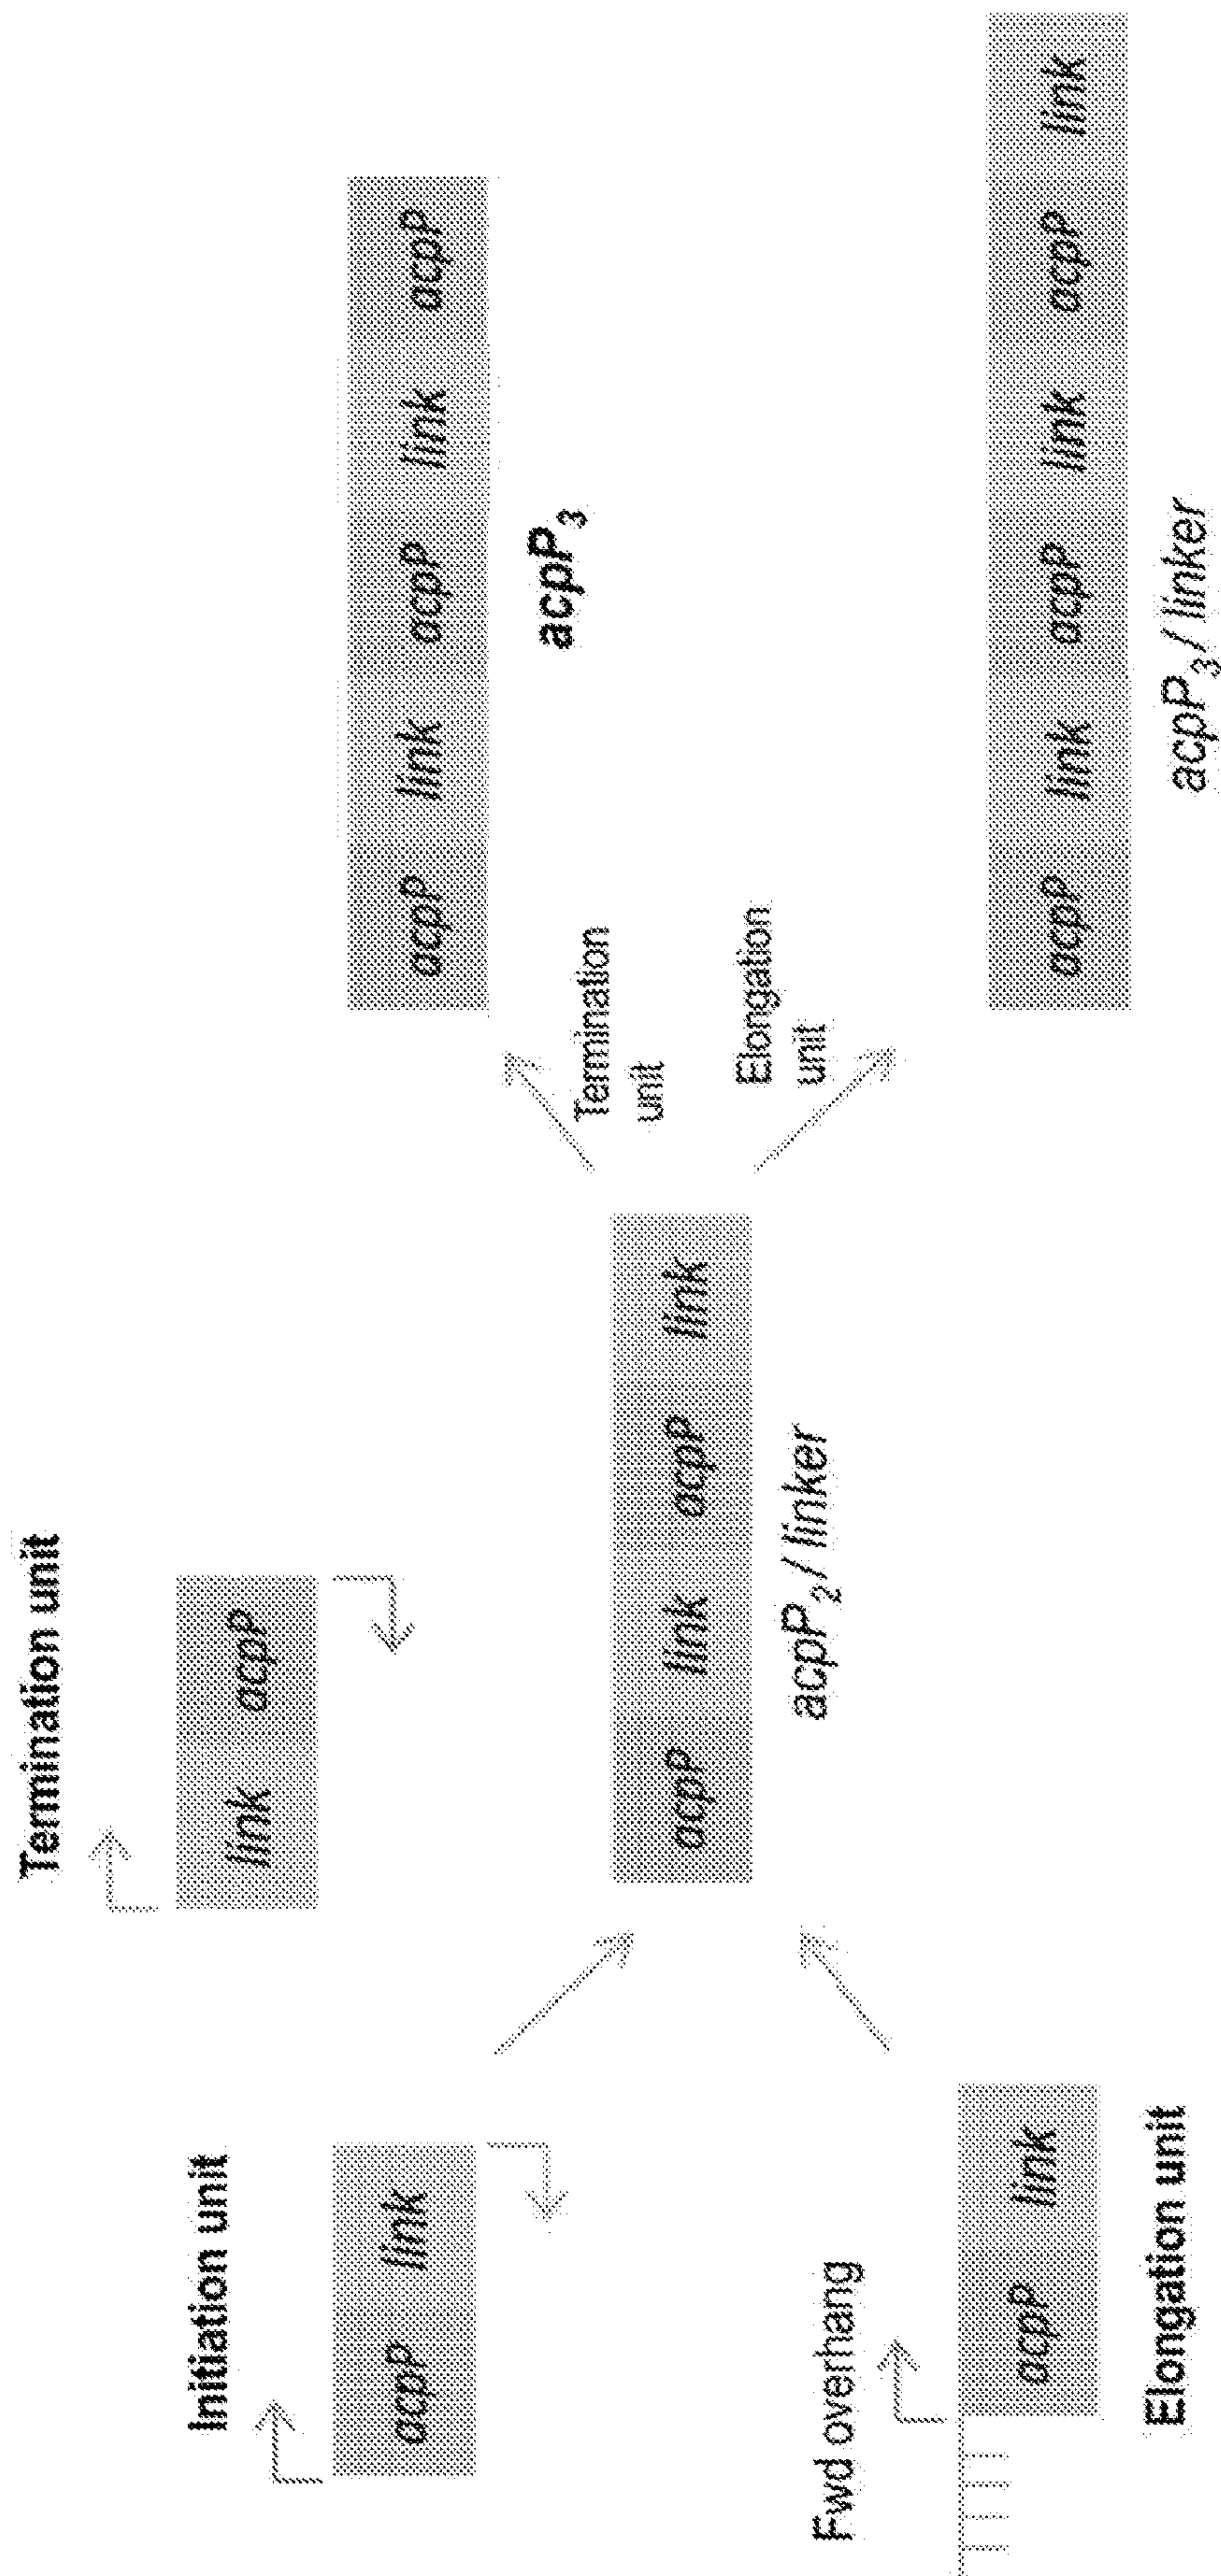 Initiation unit
acpP link
Fwd overhang
acpP link
Elongation unit
Termination unit
link acpP
acpP link acpP link
acpP2 / linker
Termination
unit
Elongation
unit
acpP link acpP link acpP
acpP3
acpP link acpP link acpP link
acpP3 / linker